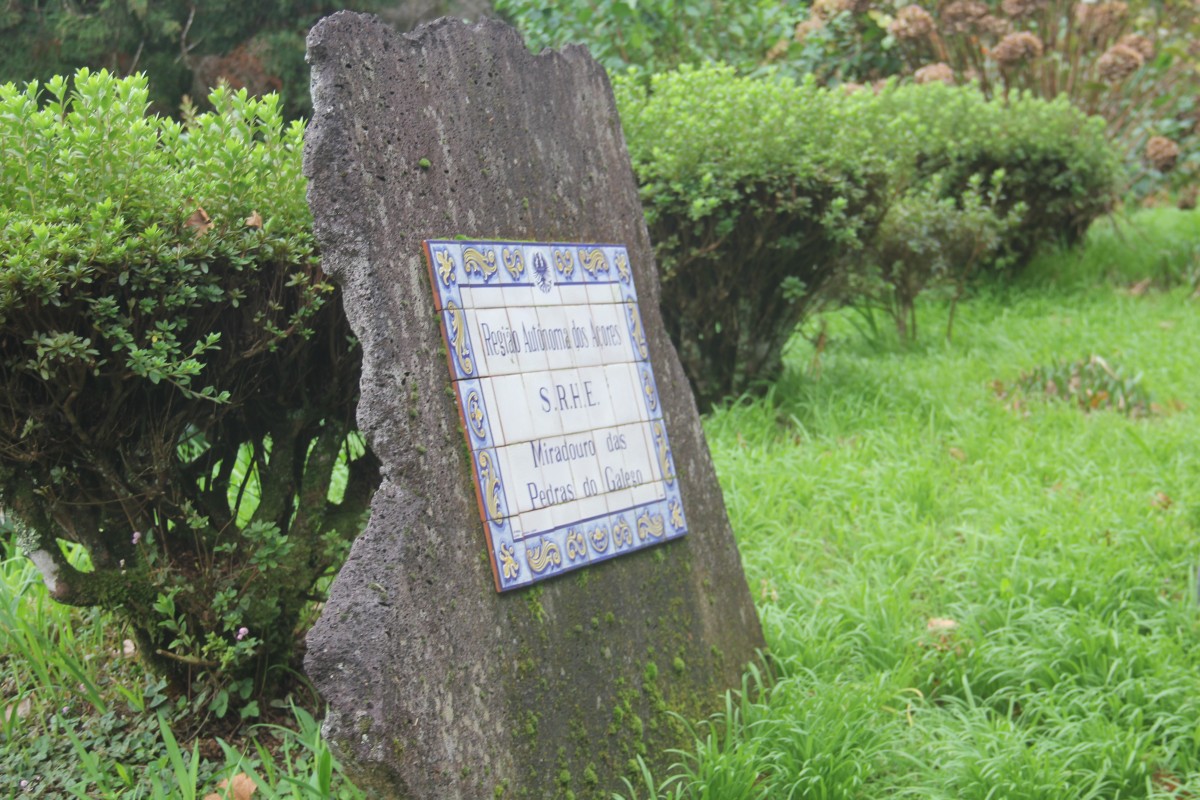 Região Autónoma dos Açores
S.R.H.E.
Miradouro das
Pedras do Galego